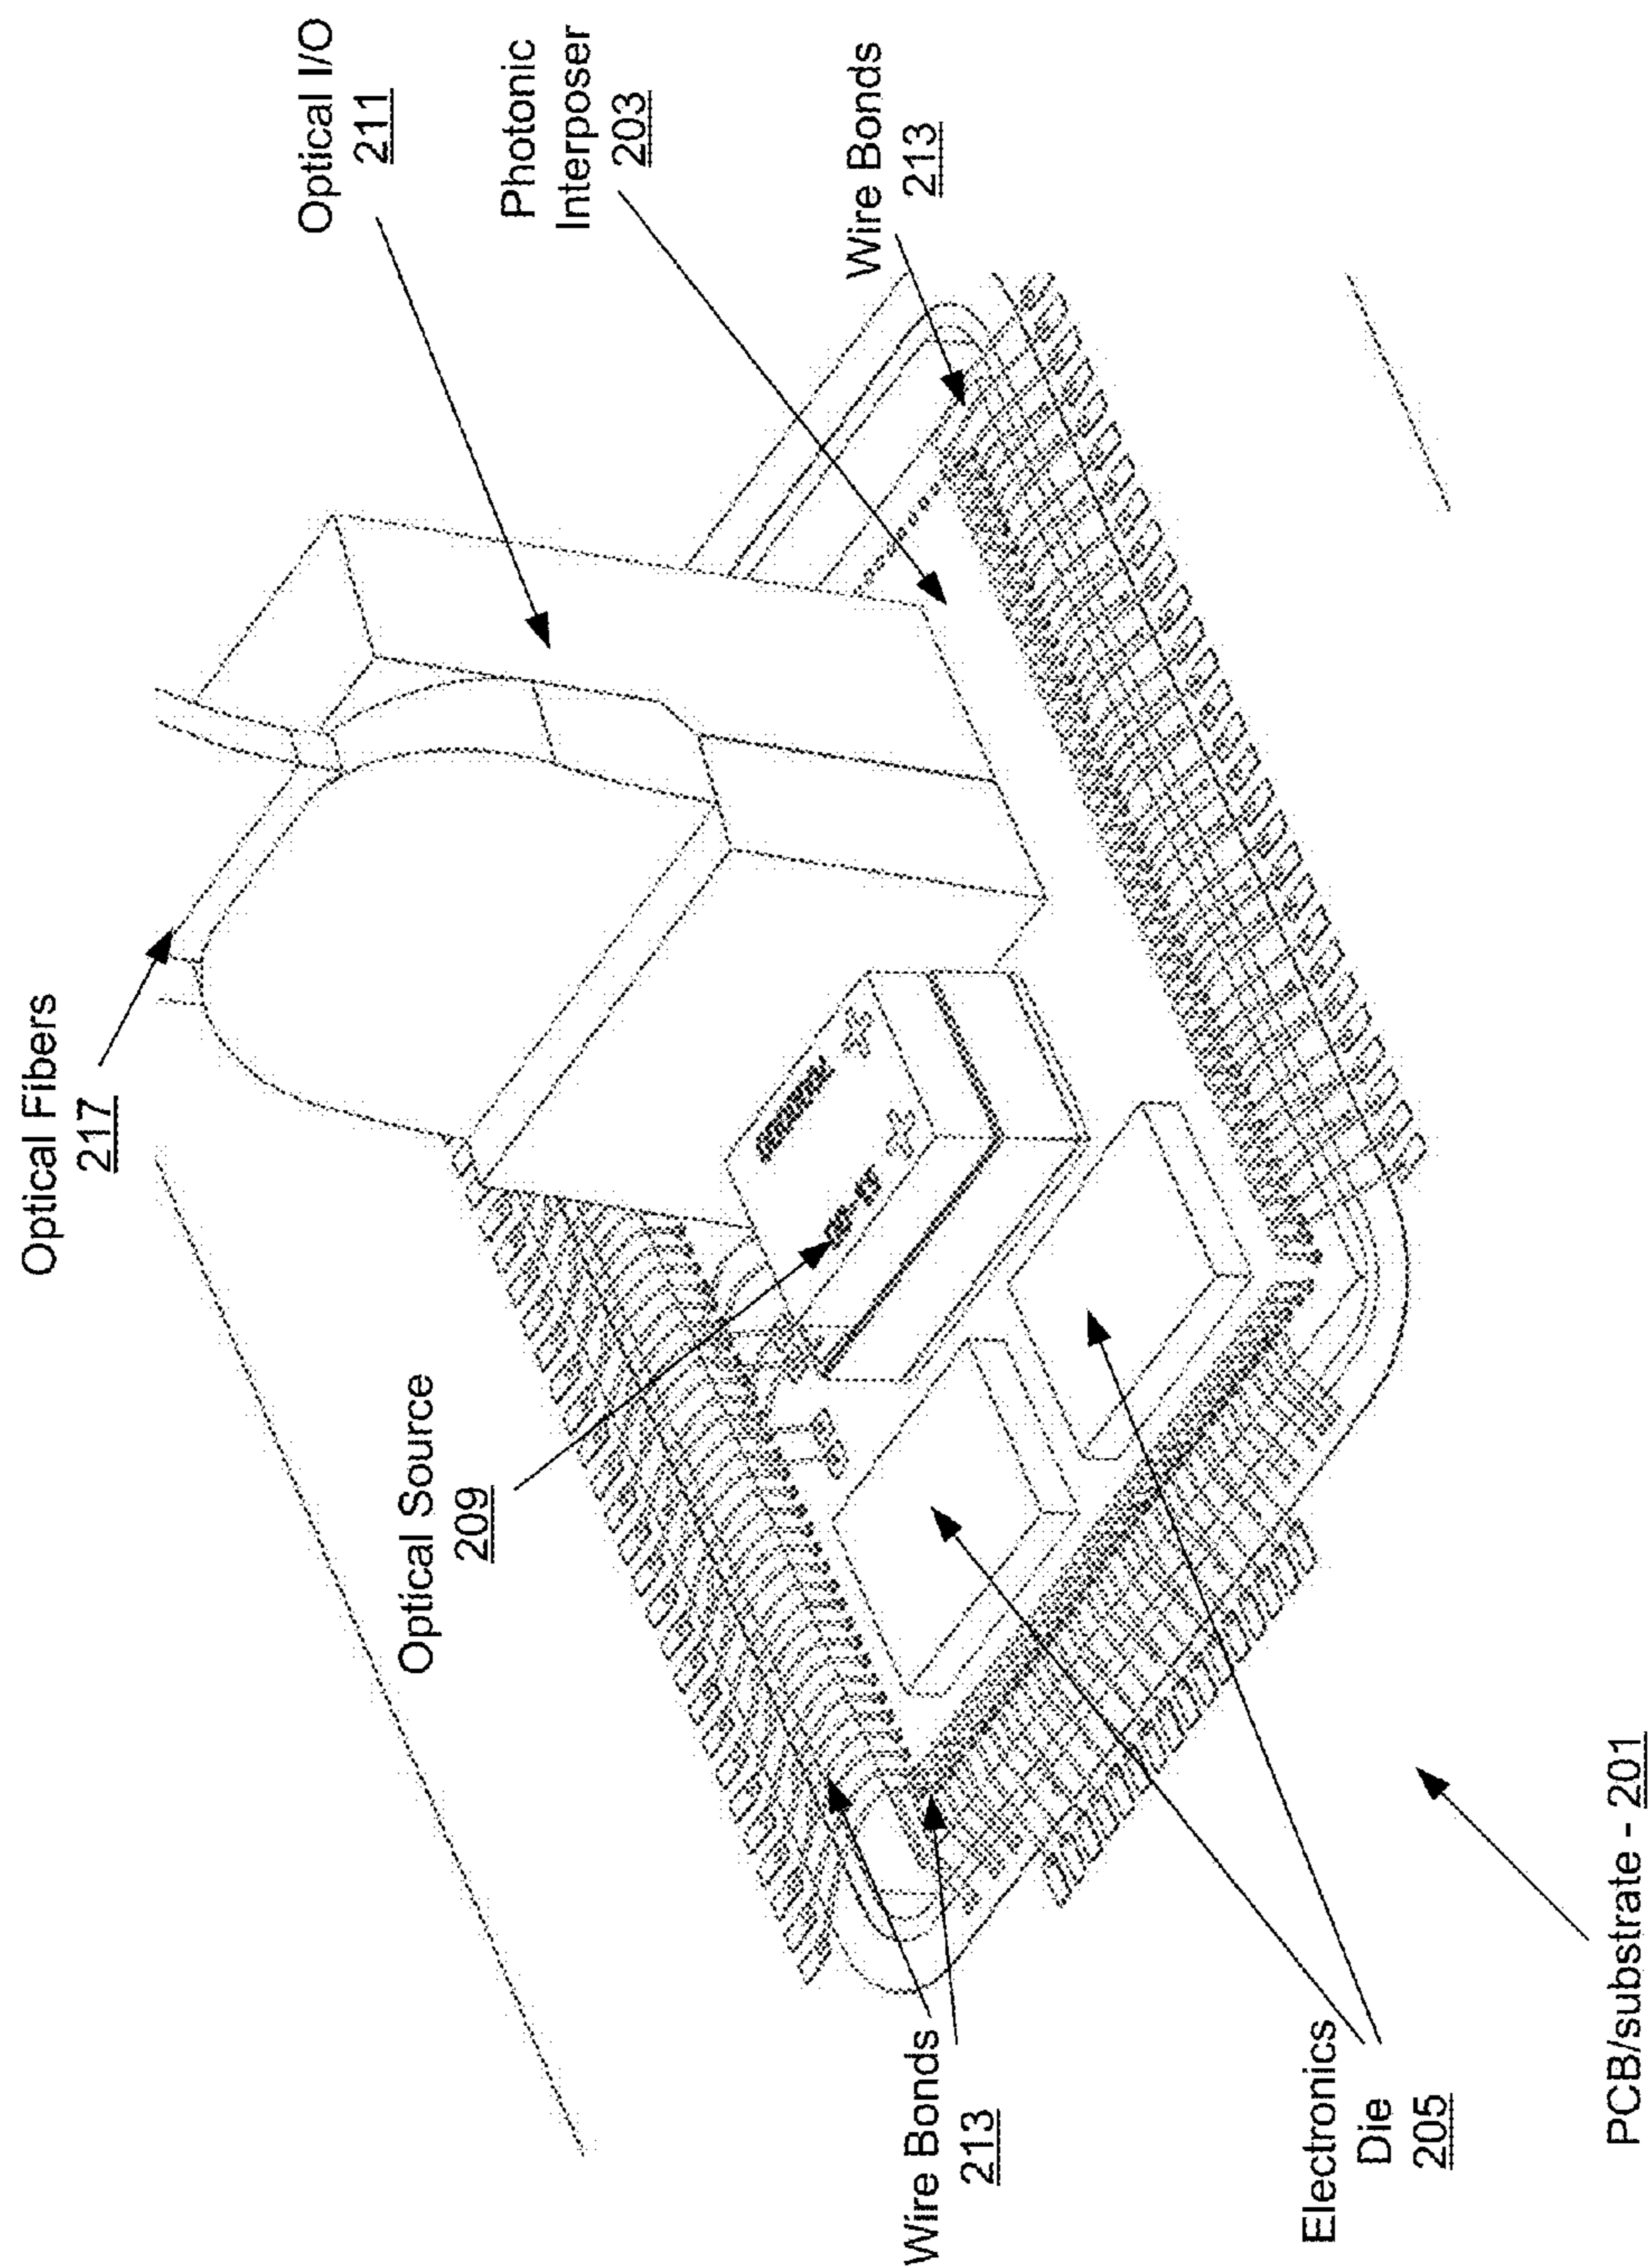 Optical Fibers
217
Optical I/O
211
Photonic
Interposer
203
Optical Source
209
Wire Bonds
213
Wire Bonds
213
Electronics
Die
205
PCB/substrate - 201